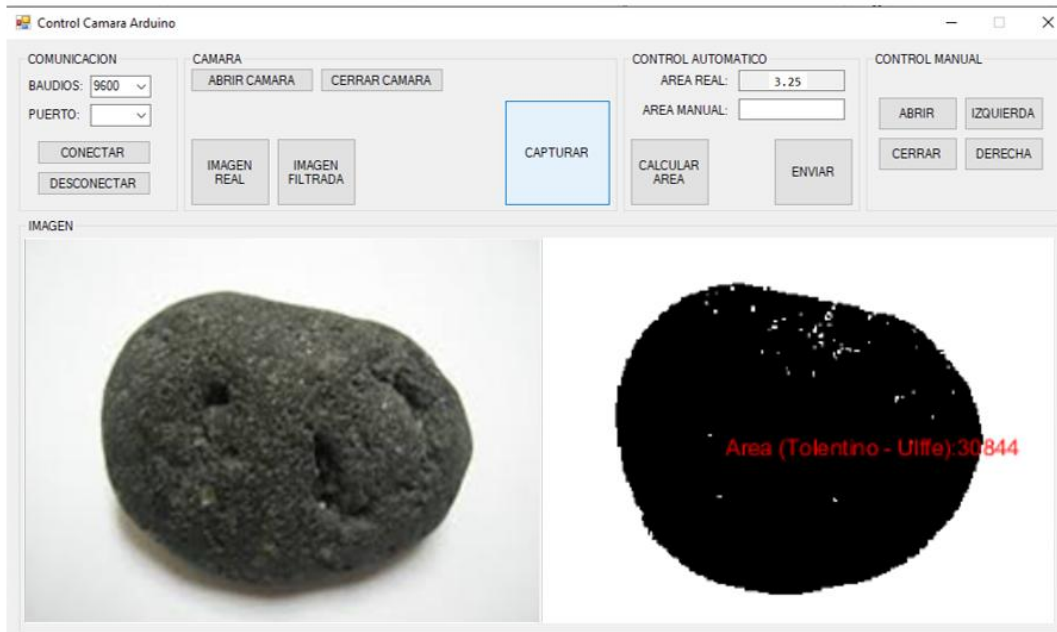 Control Camara Arduino
COMUNICACION
BAUDIOS: 9600
PUERTO:
CONECTAR
DESCONECTAR
CAMARA
ABRIR CAMARA
CERRAR CAMARA
IMAGEN
REAL
IMAGEN
FILTRADA
CAPTURAR
CONTROL AUTOMATICO
AREA REAL: 3.25
AREA MANUAL:
CALCULAR
AREA
ENVIAR
CONTROL MANUAL
ABRIR
IZQUIERDA
CERRAR
DERECHA
IMAGEN
Area (Tolentino - Ulffe):30844